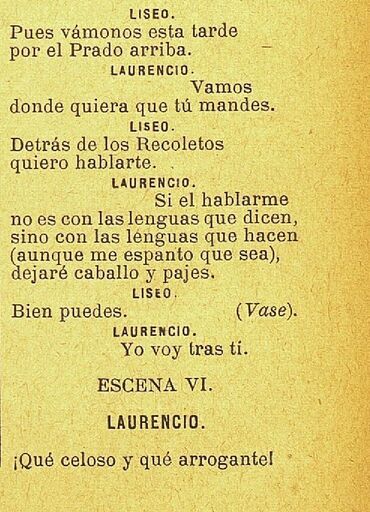 LISEO.
Pues vámonos esta tarde
por el Prado arriba.
LAURENCIO.
Vamos
donde quiera que tú mandes.
LISEO.
Detrás de los Recoletos
quiero hablarte.
LAURENCIO.
Si el hablarme
no es con las lenguas que dicen,
sino con las lénguas que hacen
(aunque me espanto que sea),
dejaré caballo y pajes.
LISEO.
Bien puedes. (Vase).
LAURENCIO.
Yo voy tras tí.
ESCENA VI.
LAURENCIO.
¡Qué celoso y qué arrogante!